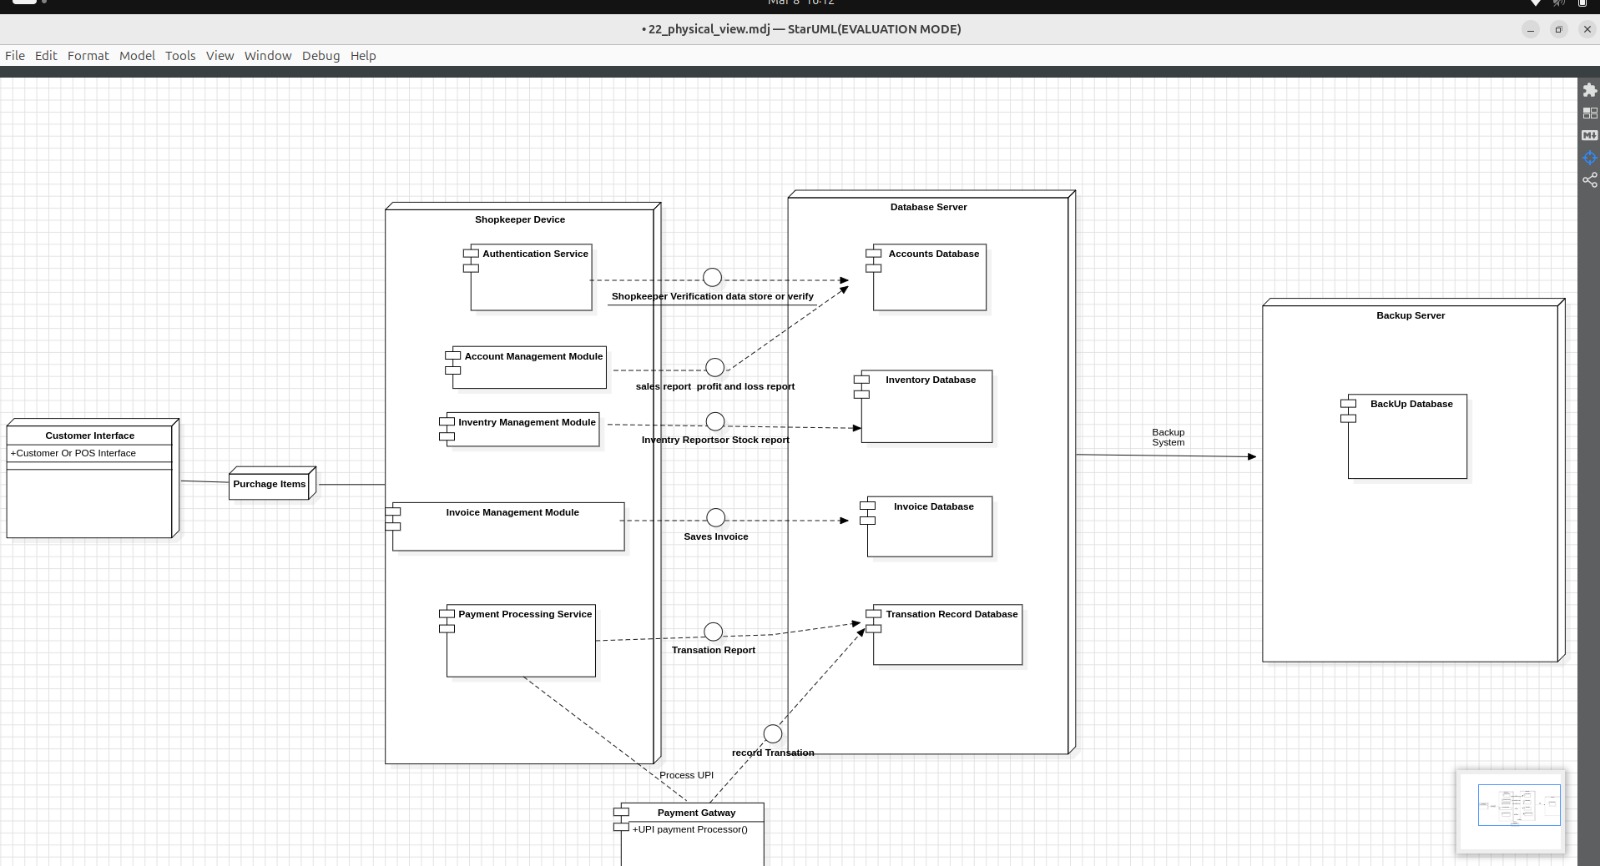 Mar 8 16:12
• 22_physical_view.mdj — StarUML(EVALUATION MODE)
File Edit Format Model Tools View Window Debug Help
Shopkeeper Device
Authentication Service
Account Management Module
Inventry Management Module
Invoice Management Module
Payment Processing Service
Database Server
Accounts Database
Inventory Database
Invoice Database
Transation Record Database
Shopkeeper Verification data store or verify
sales report profit and loss report
Inventry Reportsor Stock report
Saves Invoice
Transation Report
record Transation
Process UPI
Payment Gatway
+UPI payment Processor()
Customer Interface
+Customer Or POS Interface
Purchage Items
Backup
System
Backup Server
BackUp Database